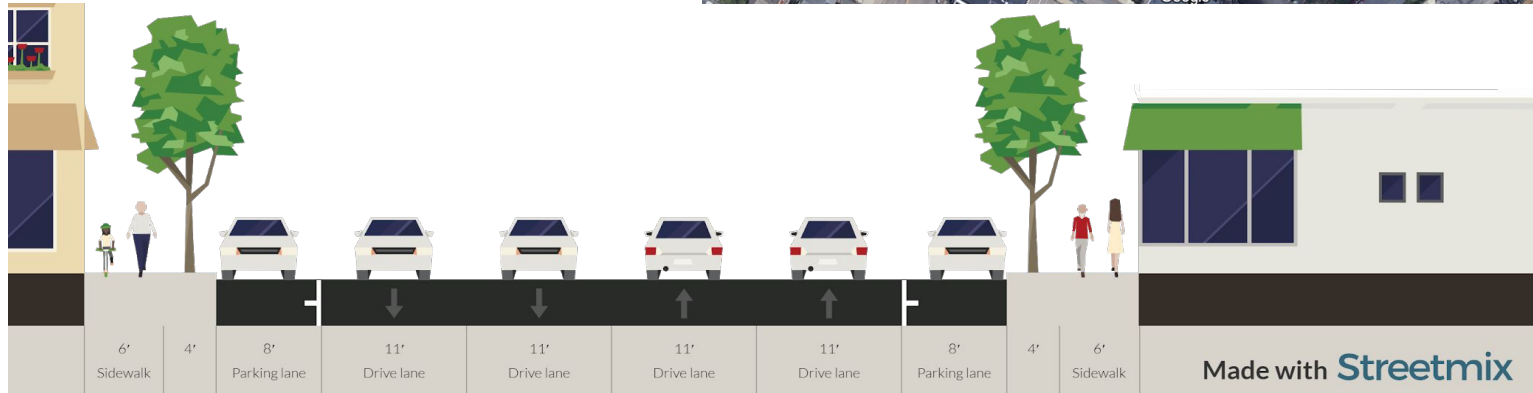 Google
6'
Sidewalk
4'
8'
Parking lane
11'
Drive lane
11'
Drive lane
11'
Drive lane
11'
Drive lane
8'
Parking lane
4'
6'
Sidewalk
Made with Streetmix